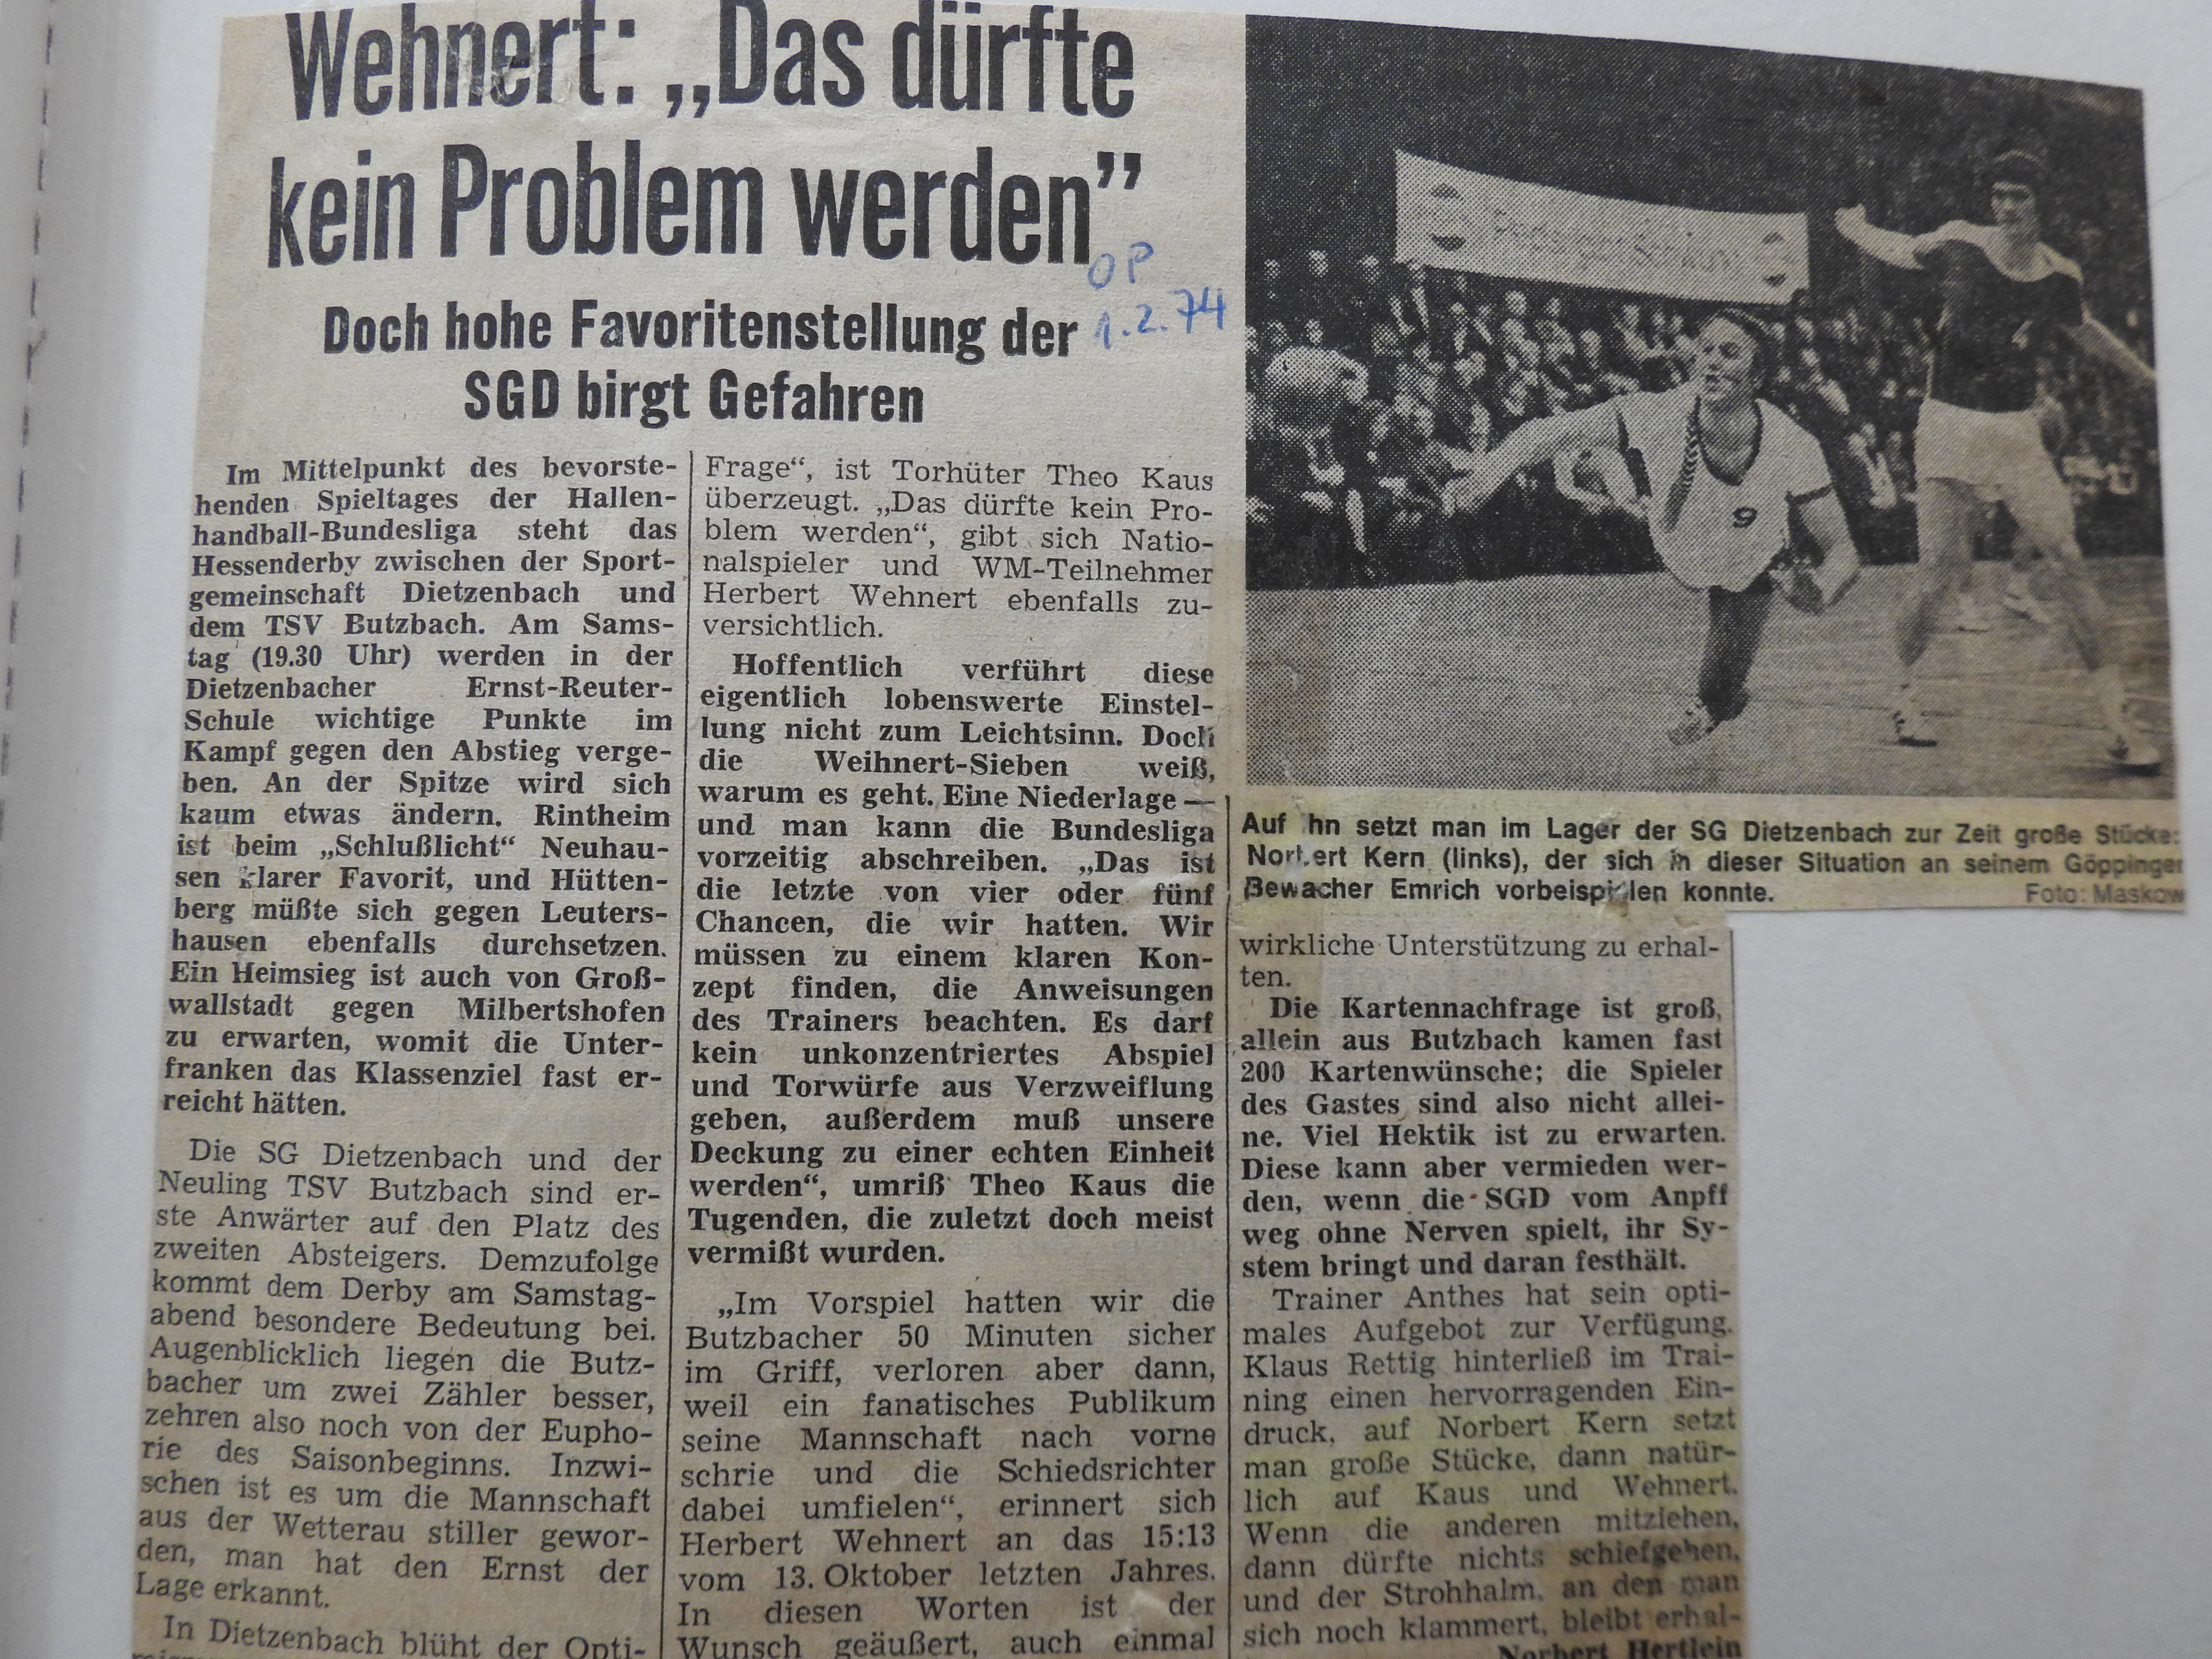 Wehnert: „Das dürfte
kein Problem werden”
OP
1.2.74
Doch hohe Favoritenstellung der
SGD birgt Gefahren
Im Mittelpunkt des bevorste-
henden Spieltages der Hallen-
handball-Bundesliga steht das
Hessenderby zwischen der Sport-
gemeinschaft Dietzenbach und
dem TSV Butzbach. Am Sams-
tag (19.30 Uhr) werden in der
Dietzenbacher Ernst-Reuter-
Schule wichtige Punkte im
Kampf gegen den Abstieg verge-
ben. An der Spitze wird sich
kaum etwas ändern. Rintheim
ist beim „Schlußlicht“ Neuhau-
sen klarer Favorit, und Hütten-
berg müßte sich gegen Leuters-
hausen ebenfalls durchsetzen.
Ein Heimsieg ist auch von Groß-
wallstadt gegen Milbertshofen
zu erwarten, womit die Unter-
franken das Klassenziel fast er-
reicht hätten.
Die SG Dietzenbach und der
Neuling TSV Butzbach sind er-
ste Anwärter auf den Platz des
zweiten Absteigers. Demzufolge
kommt dem Derby am Samstag-
abend besondere Bedeutung bei.
Augenblicklich liegen die Butz-
bacher um zwei Zähler besser,
zehren also noch von der Eupho-
rie des Saisonbeginns. Inzwi-
schen ist es um die Mannschaft
aus der Wetterau stiller gewor-
den, man hat den Ernst der
Lage erkannt.
In Dietzenbach blüht der Opti-
Frage“, ist Torhüter Theo Kaus
überzeugt. „Das dürfte kein Pro-
blem werden“, gibt sich Natio-
nalspieler und WM-Teilnehmer
Herbert Wehnert ebenfalls zu-
versichtlich.
Hoffentlich verführt diese
eigentlich lobenswerte Einstel-
lung nicht zum Leichtsinn. Doch
die Weihnert-Sieben weiß,
warum es geht. Eine Niederlage —
und man kann die Bundesliga
vorzeitig abschreiben. „Das ist
die letzte von vier oder fünf
Chancen, die wir hatten. Wir
müssen zu einem klaren Kon-
zept finden, die Anweisungen
des Trainers beachten. Es darf
kein unkonzentriertes Abspiel
und Torwürfe aus Verzweiflung
geben, außerdem muß unsere
Deckung zu einer echten Einheit
werden“, umriß Theo Kaus die
Tugenden, die zuletzt doch meist
vermißt wurden.
„Im Vorspiel hatten wir die
Butzbacher 50 Minuten sicher
im Griff, verloren aber dann,
weil ein fanatisches Publikum
seine Mannschaft nach vorne
schrie und die Schiedsrichter
dabei umfielen“, erinnert sich
Herbert Wehnert an das 15:13
vom 13. Oktober letzten Jahres.
In diesen Worten ist der
Wunsch geäußert, auch einmal
9
Auf ihn setzt man im Lager der SG Dietzenbach zur Zeit große Stücke:
Norbert Kern (links), der sich in dieser Situation an seinem Göppinger
Bewacher Emrich vorbeispielen konnte.
Foto: Maskow
wirkliche Unterstützung zu erhal-
ten.
Die Kartennachfrage ist groß,
allein aus Butzbach kamen fast
200 Kartenwünsche; die Spieler
des Gastes sind also nicht allei-
ne. Viel Hektik ist zu erwarten.
Diese kann aber vermieden wer-
den, wenn die SGD vom Anpff
weg ohne Nerven spielt, ihr Sy-
stem bringt und daran festhält.
Trainer Anthes hat sein opti-
males Aufgebot zur Verfügung.
Klaus Rettig hinterließ im Trai-
ning einen hervorragenden Ein-
druck, auf Norbert Kern setzt
man große Stücke, dann natür-
lich auf Kaus und Wehnert.
Wenn die anderen mitziehen,
dann dürfte nichts schiefgehen,
und der Strohhalm, an den man
sich noch klammert, bleibt erhal-
Norbert Hertlein